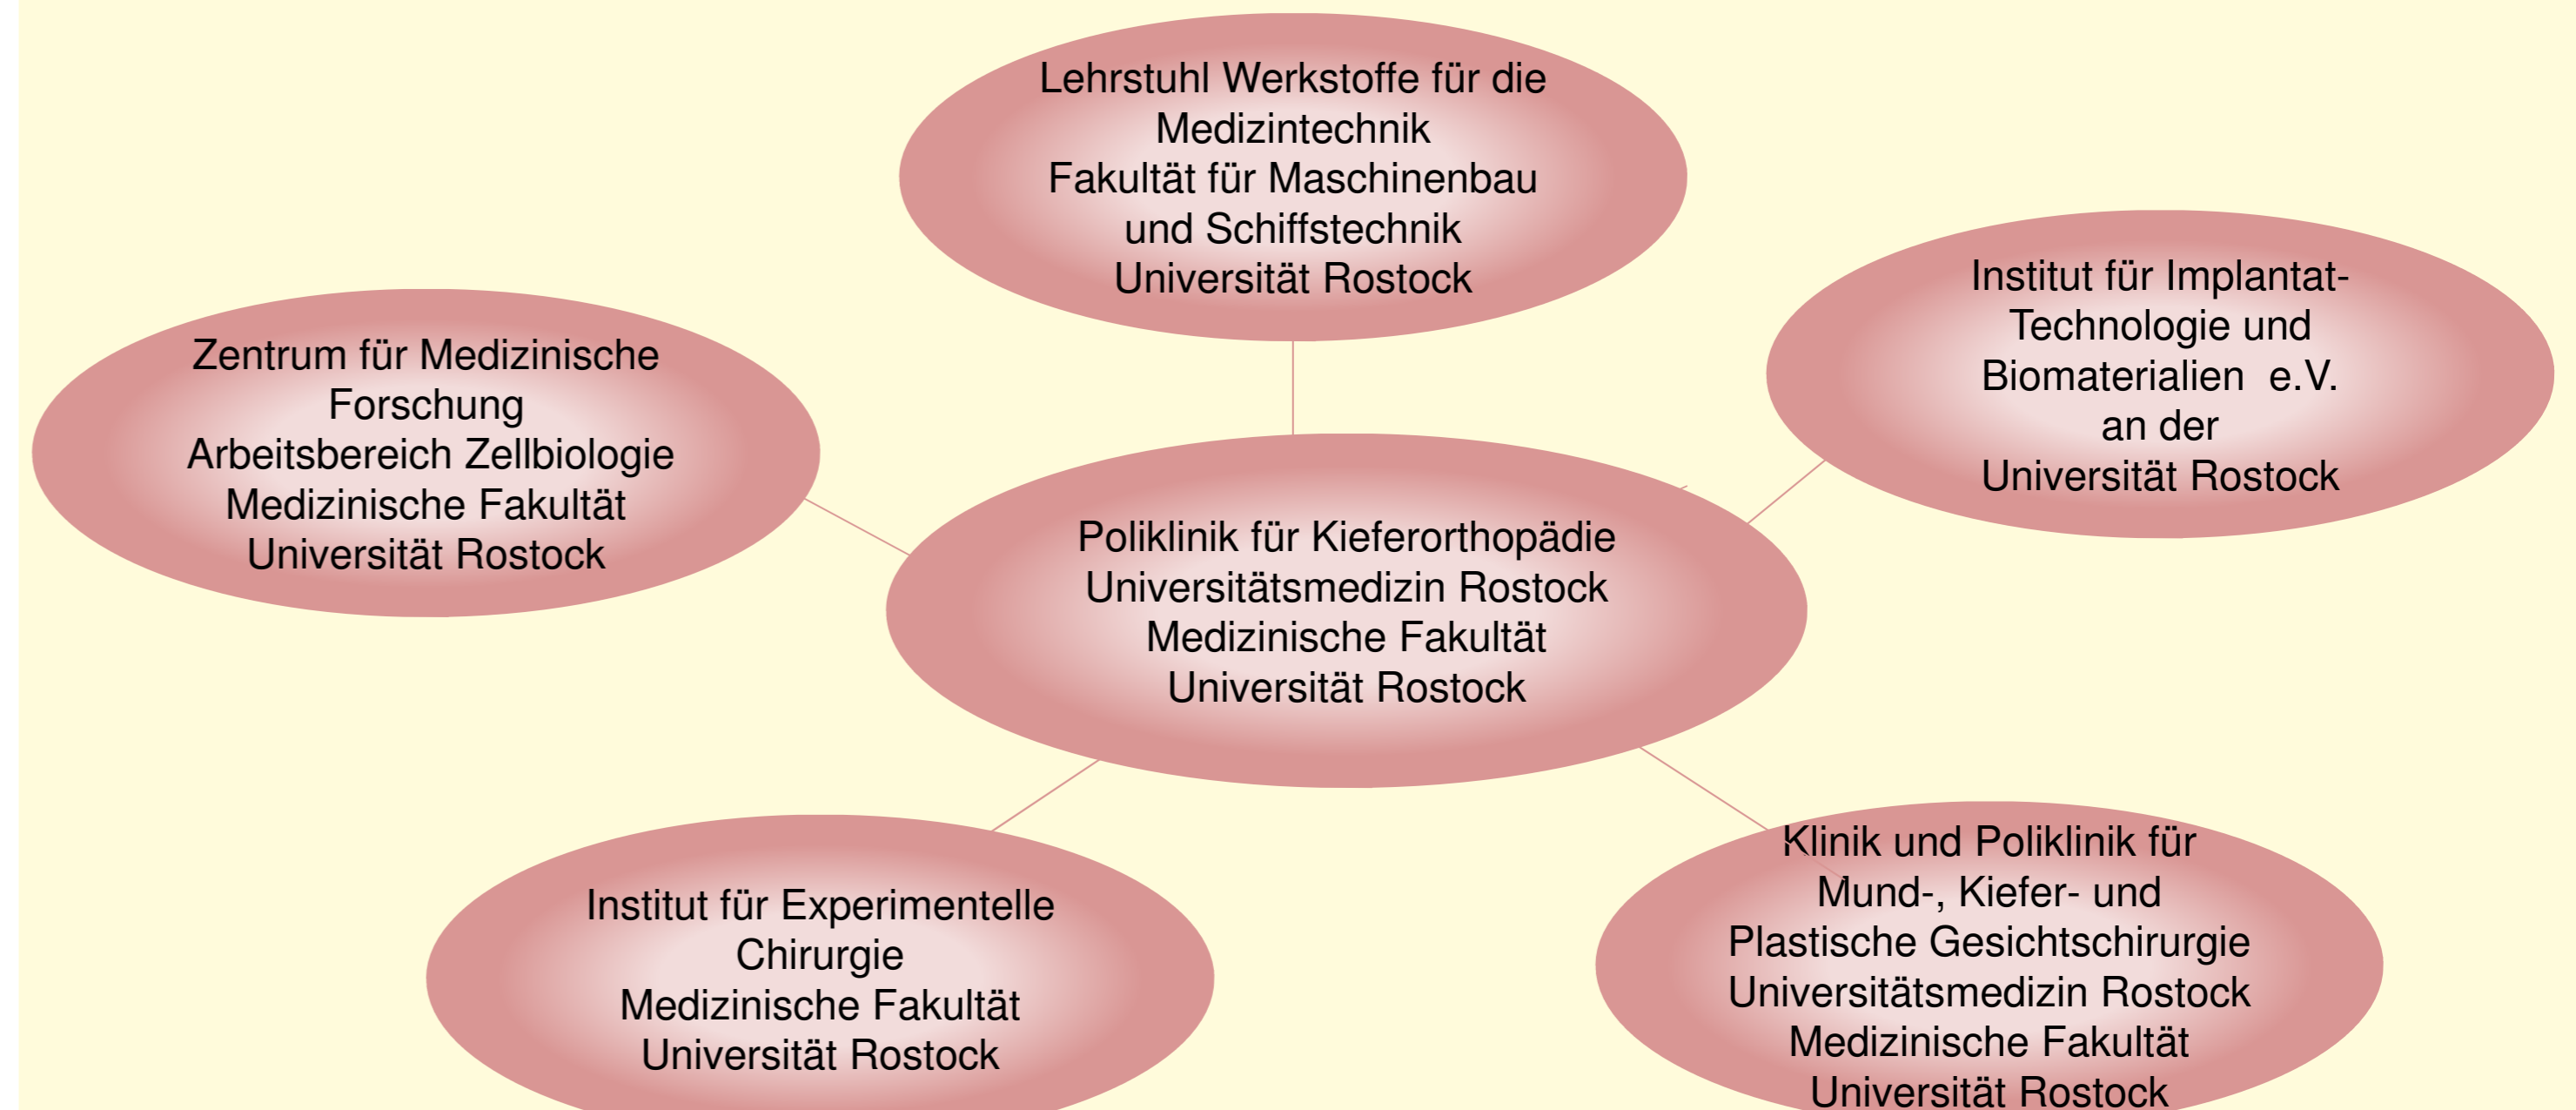 Lehrstuhl Werkstoffe für die
Medizintechnik
Fakultät für Maschinenbau
und Schiffstechnik
Universität Rostock
Institut für Implantat-
Technologie und
Biomaterialien  e.V.
an der
Universität Rostock
Zentrum für Medizinische
Forschung
Arbeitsbereich Zellbiologie
Medizinische Fakultät
Universität Rostock
Poliklinik für Kieferorthopädie
Universitätsmedizin Rostock
Medizinische Fakultät
Universität Rostock
Institut für Experimentelle
Chirurgie
Medizinische Fakultät
Universität Rostock
Klinik und Poliklinik für
Mund-, Kiefer- und
Plastische Gesichtschirurgie
Universitätsmedizin Rostock
Medizinische Fakultät
Universität Rostock